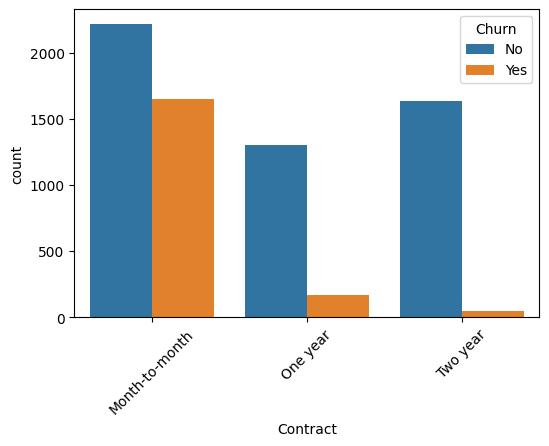 Churn
No
Yes
2000
1500
1000
500
0
count
Month-to-month
One year
Two year
Contract